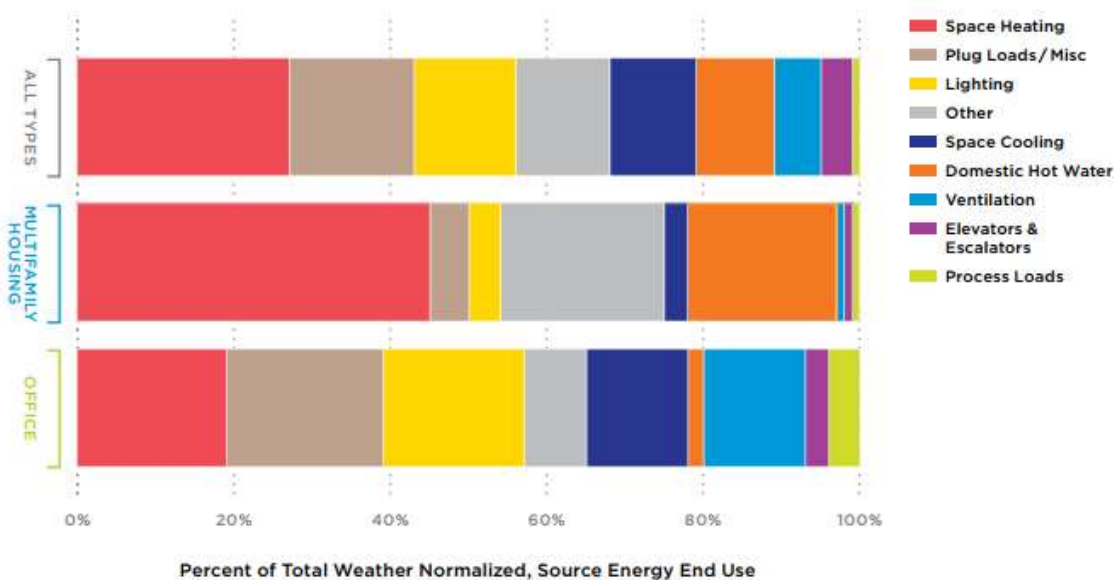 ALL TYPES
MULTIFAMILY
HOUSING
OFFICE
0% 20% 40% 60% 80% 100%
Percent of Total Weather Normalized, Source Energy End Use
Space Heating
Plug Loads / Misc
Lighting
Other
Space Cooling
Domestic Hot Water
Ventilation
Elevators &
Escalators
Process Loads